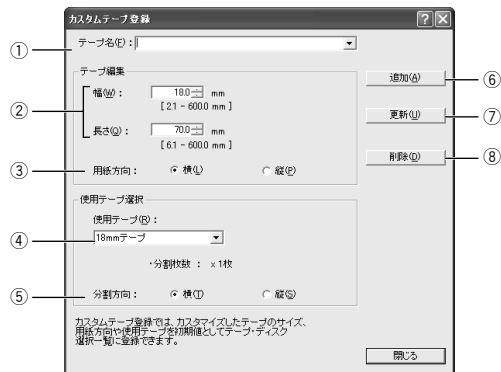 カスタムテープ登録
① テープ名(F):
テープ編集
② 幅(W): 18.0 mm
[ 2.1 - 600.0 mm ]
長さ(Q): 70.0 mm
[ 6.1 - 600.0 mm ]
③ 用紙方向: 横(L) 縦(P)
使用テープ選択
使用テープ(R):
④ 18mmテープ
・分割枚数 : x 1枚
⑤ 分割方向: 横(T) 縦(S)
カスタムテープ登録では、カスタマイズしたテープのサイズ、
用紙方向や使用テープを初期値としてテープ・ディスク
選択一覧に登録できます。
追加(A) ⑥
更新(U) ⑦
削除(D) ⑧
閉じる